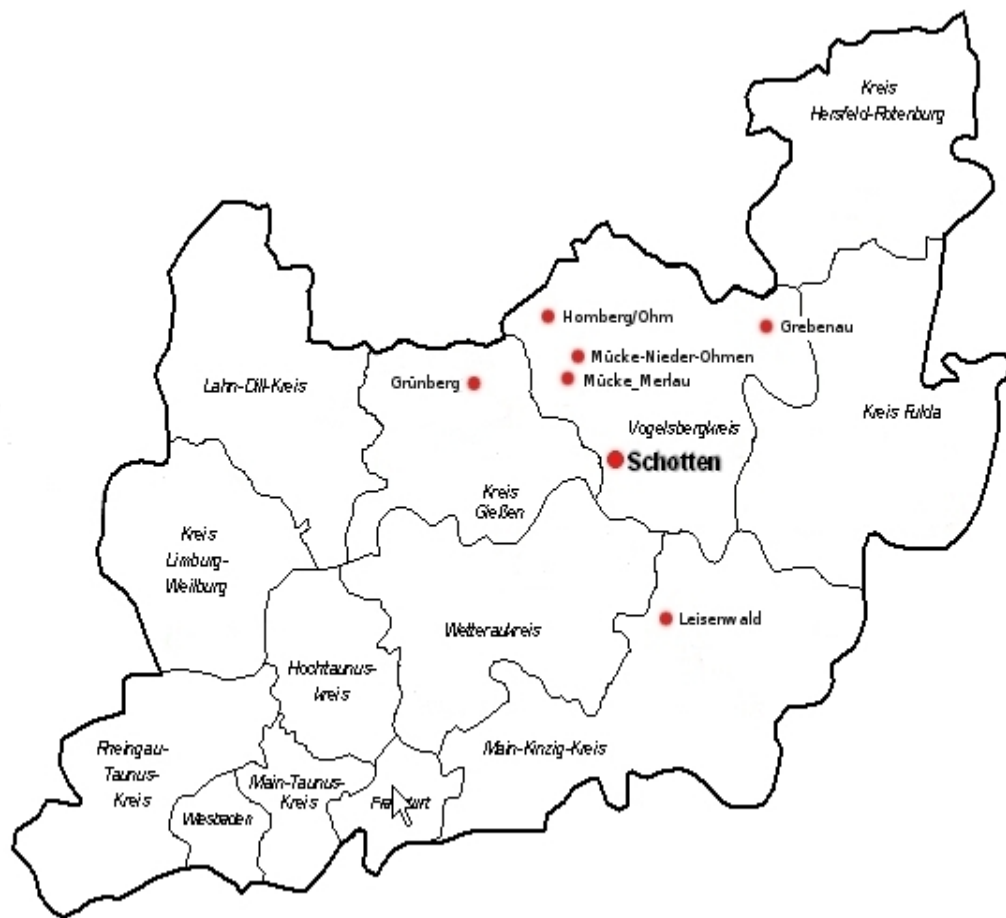 Kreis
Hersfeld-Rotenburg
Homberg/Ohm
Grebenau
Mücke-Nieder-Ohmen
Mücke_Merlau
Grünberg
Lahn-Dill-Kreis
Kreis Fulda
Vogelsbergkreis
Schotten
Kreis
Gießen
Kreis
Limburg-
Weilburg
Leisenwald
Wetteraukreis
Hochtaunus-
kreis
Rheingau-
Taunus-
Kreis
Main-Kinzig-Kreis
Main-Taunus-
Kreis
Wiesbaden